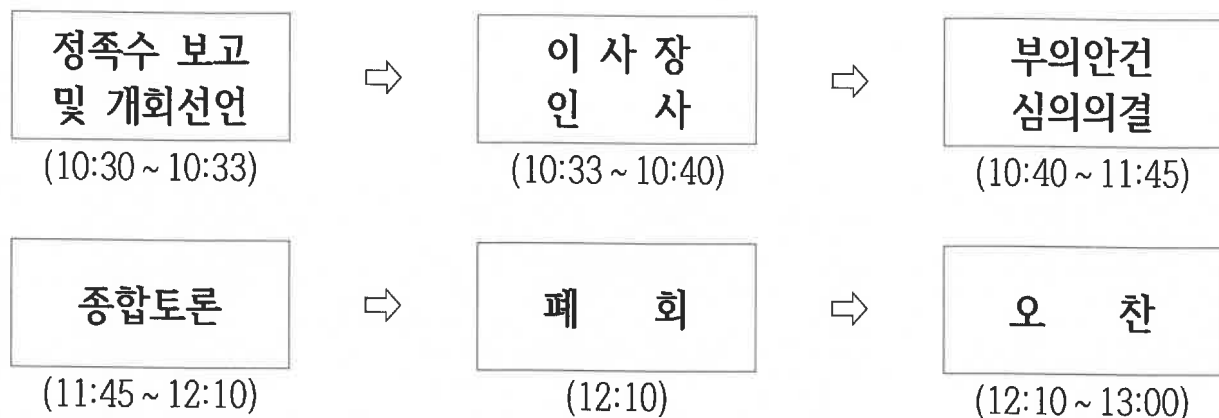 정족수 보고
및 개회선언
(10:30 ~ 10:33)
⇨
이 사 장
인 사
(10:33 ~ 10:40)
⇨
부의안건
심의의결
(10:40 ~ 11:45)
종합토론
(11:45 ~ 12:10)
⇨
폐 회
(12:10)
⇨
오 찬
(12:10 ~ 13:00)